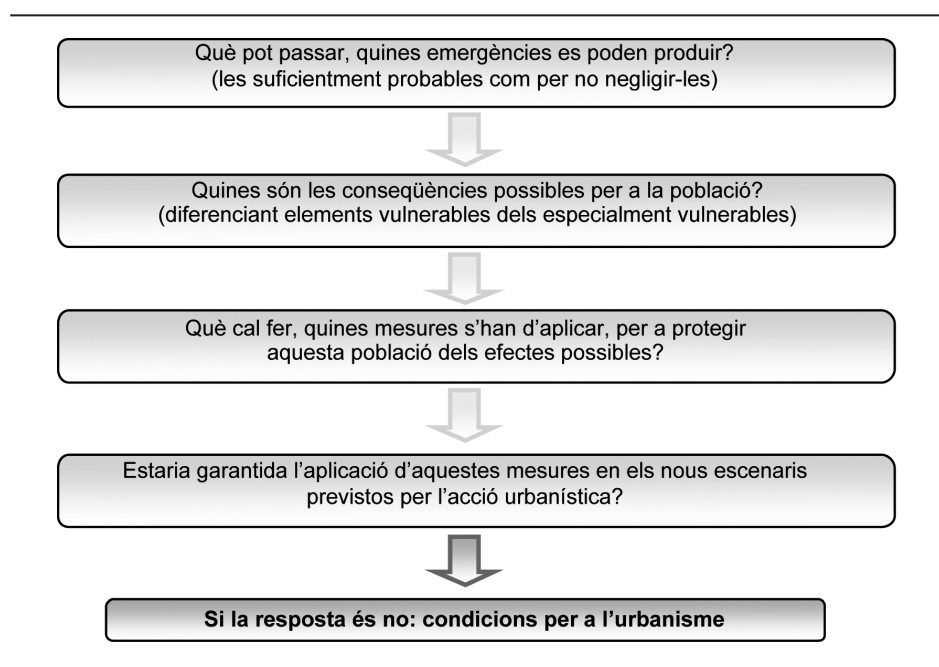 Què pot passar, quines emergències es poden produir?
(les suficientment probables com per no negligir-les)
Quines són les conseqüències possibles per a la població?
(diferenciant elements vulnerables dels especialment vulnerables)
Què cal fer, quines mesures s’han d’aplicar, per a protegir
aquesta població dels efectes possibles?
Estaria garantida l’aplicació d’aquestes mesures en els nous escenaris
previstos per l’acció urbanística?
Si la resposta és no: condicions per a l’urbanisme